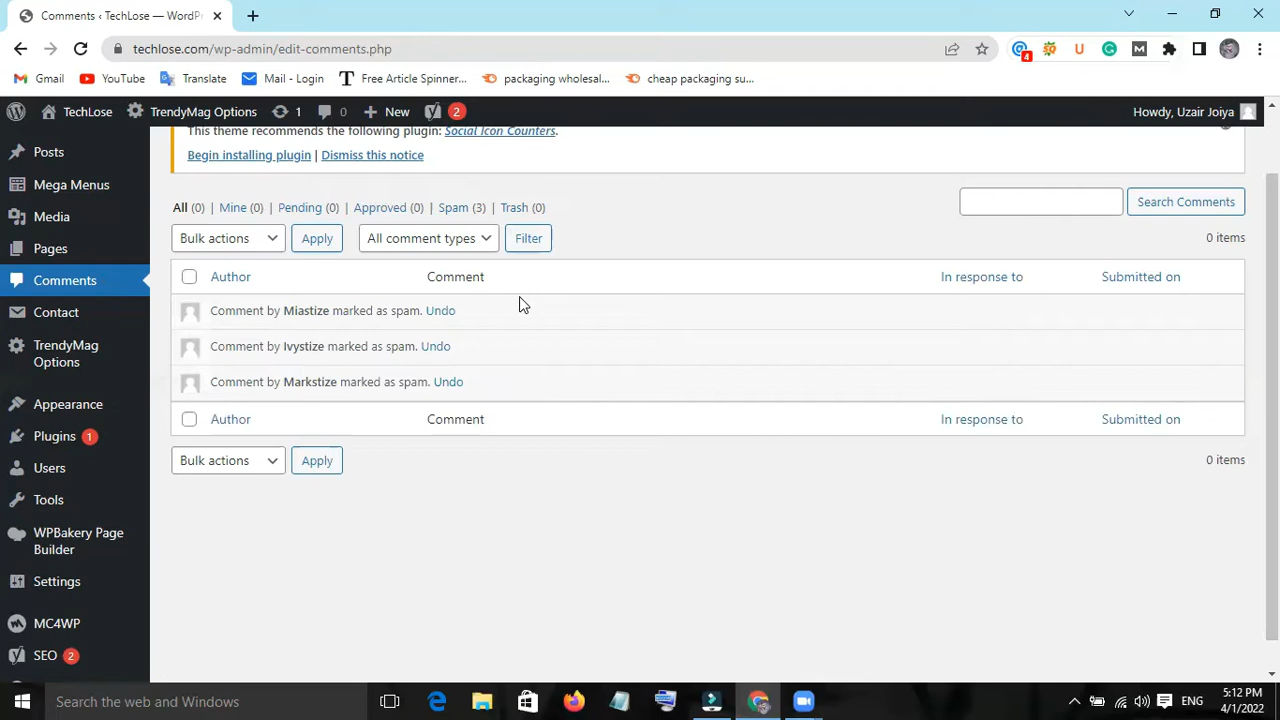 Comments ‹ TechLose — WordPr
techlose.com/wp-admin/edit-comments.php
4
Gmail YouTube Translate Mail - Login Free Article Spinner... packaging wholesal... cheap packaging su...
TechLose TrendyMag Options 1 0 New 2 Howdy, Uzair Joiya
This theme recommends the following plugin: Social Icon Counters.
Begin installing plugin | Dismiss this notice
Posts
Mega Menus
Media
Pages
Comments
Contact
TrendyMag
Options
Appearance
Plugins 1
Users
Tools
WPBakery Page
Builder
Settings
MC4WP
SEO 2
All (0) | Mine (0) | Pending (0) | Approved (0) | Spam (3) | Trash (0)
Search Comments
Bulk actions Apply All comment types Filter 0 items
Author Comment In response to Submitted on
Comment by Miastize marked as spam. Undo
Comment by Ivystize marked as spam. Undo
Comment by Markstize marked as spam. Undo
Author Comment In response to Submitted on
Bulk actions Apply 0 items
Search the web and Windows
ENG
5:12 PM
4/1/2022